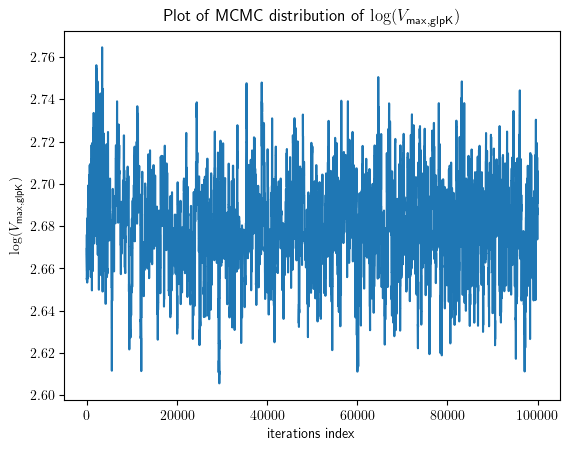 Plot of MCMC distribution of log(V_max,glpK)
log(V_max,glpK)
2.76
2.74
2.72
2.70
2.68
2.66
2.64
2.62
2.60
0 20000 40000 60000 80000 100000
iterations index